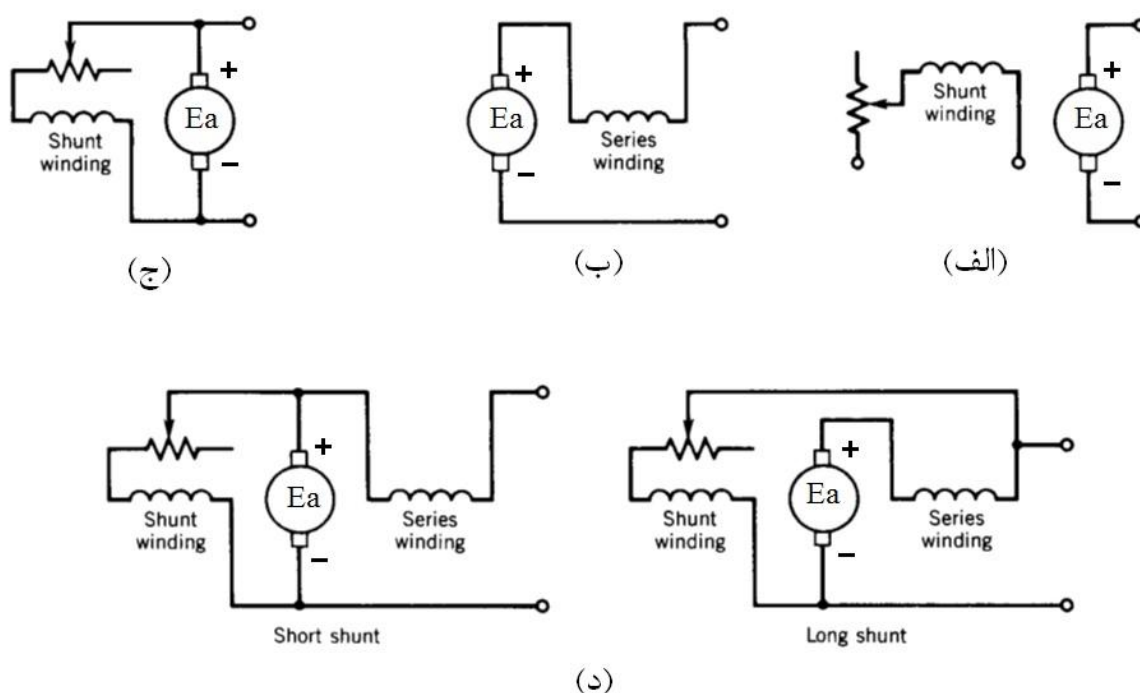 +
Ea
−
Shunt
winding
(ج)
+
Ea
−
Series
winding
(ب)
Shunt
winding
+
Ea
−
(الف)
+
Ea
−
Shunt
winding
Series
winding
Short shunt
+
Ea
−
Shunt
winding
Series
winding
Long shunt
(د)